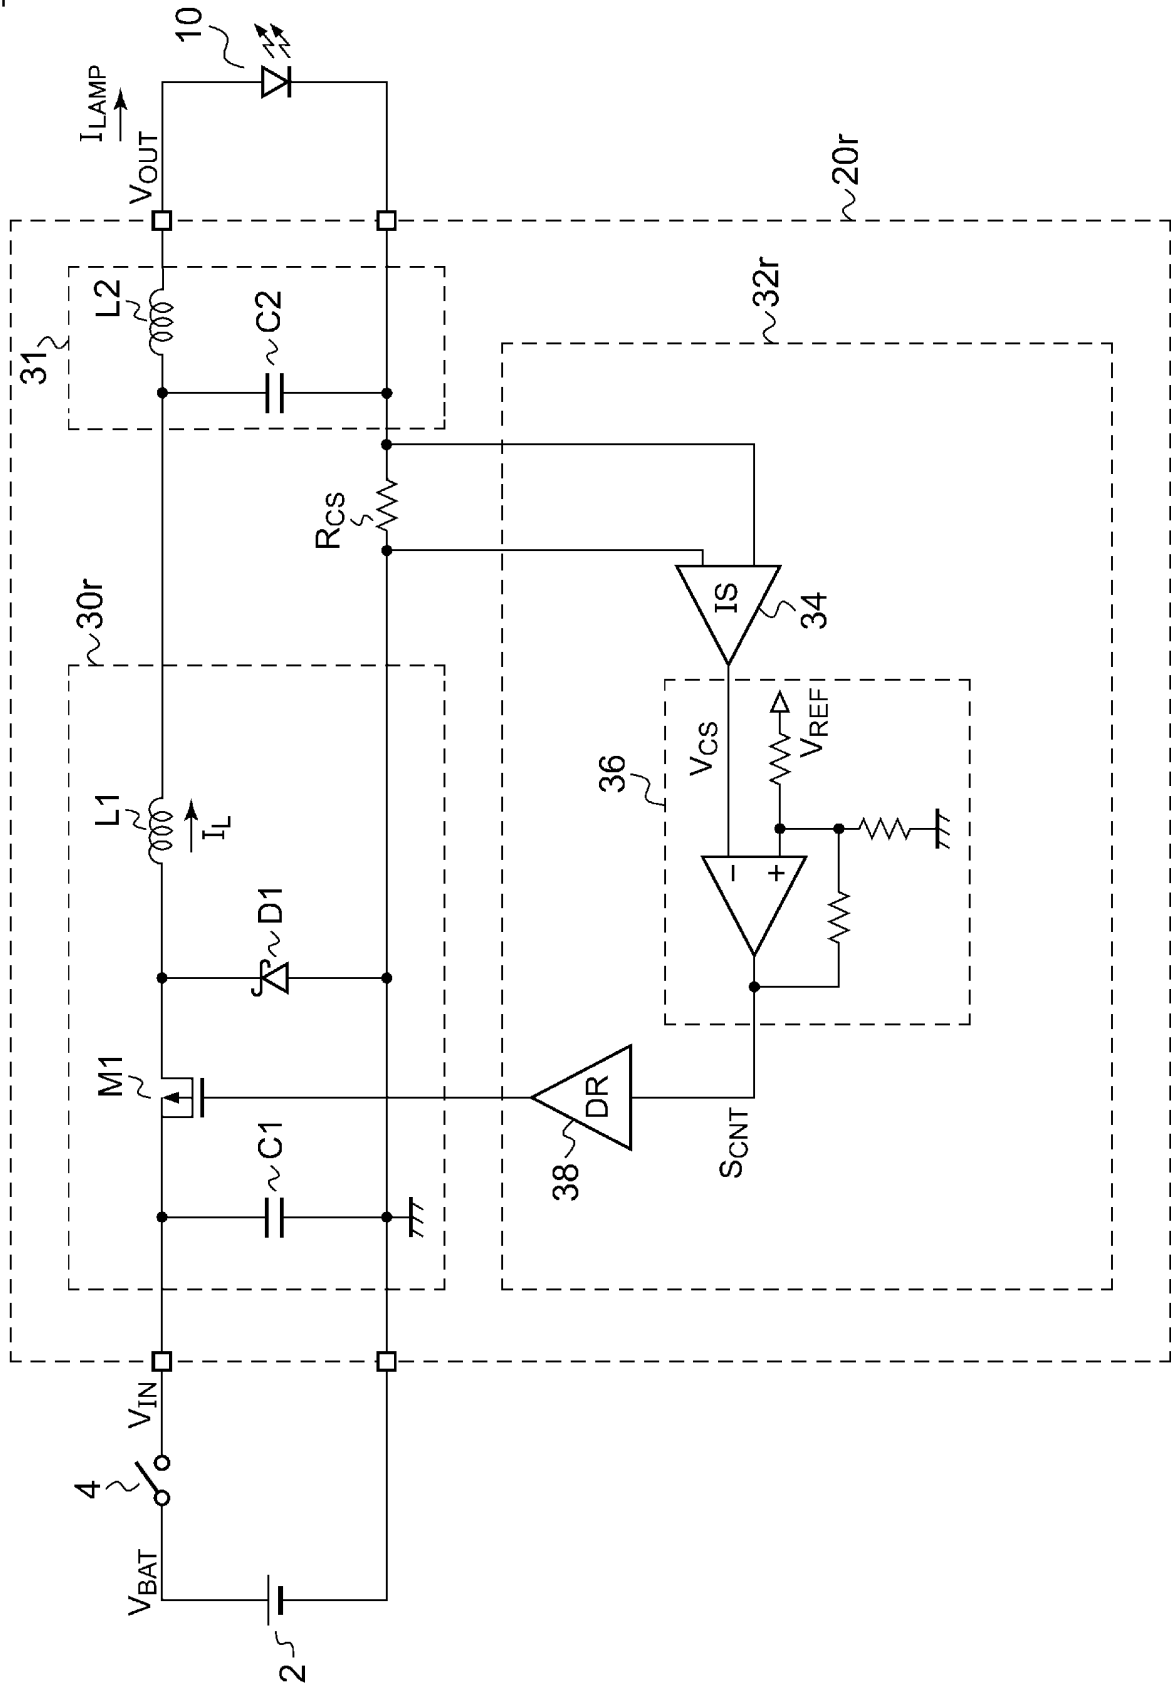 2
V_BAT
4
V_IN
20r
30r
C1
M1
D1
L1
I_L
R_CS
31
C2
L2
V_OUT
I_LAMP
10
32r
38
DR
S_CNT
36
V_CS
V_REF
−
+
IS
34